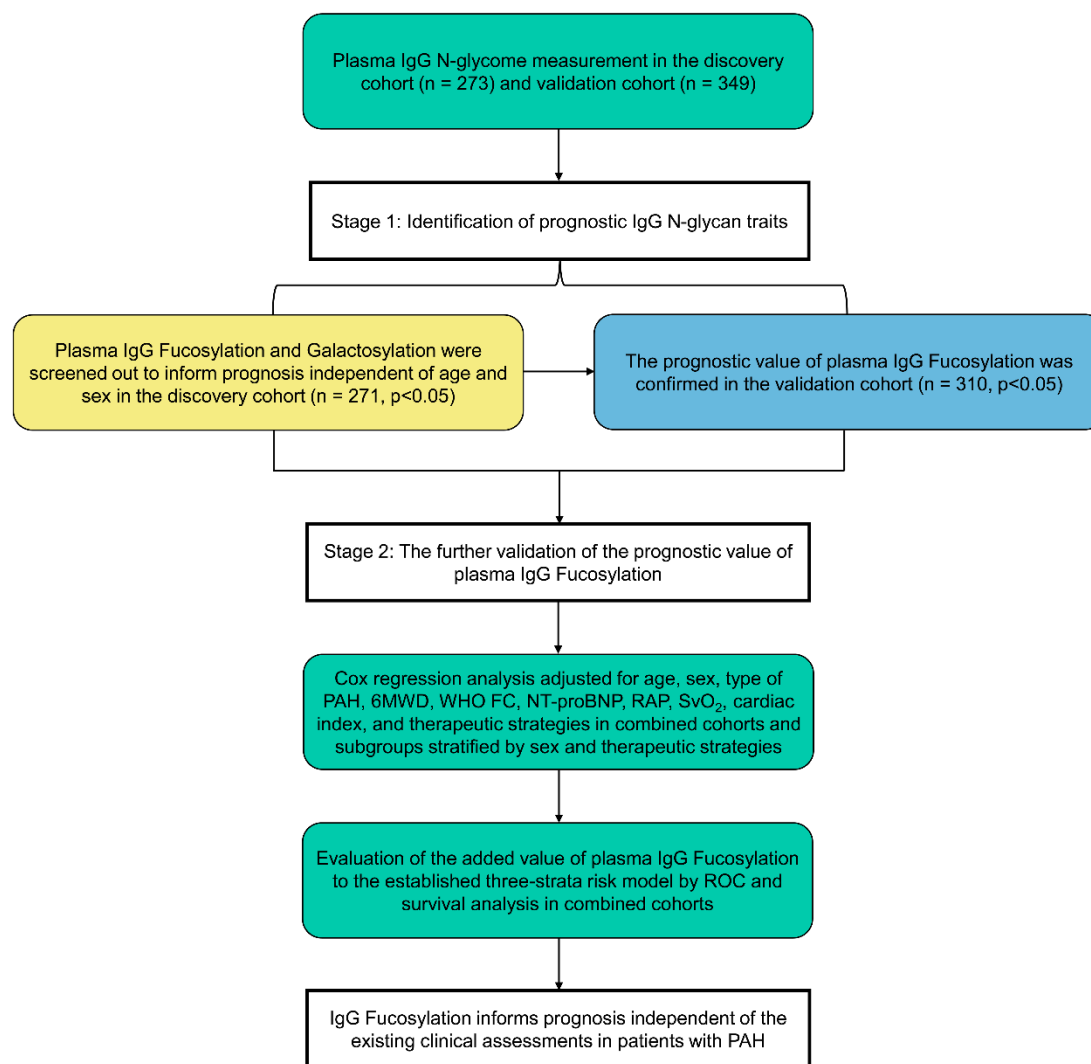 Plasma IgG N-glycome measurement in the discovery
cohort (n = 273) and validation cohort (n = 349)
Stage 1: Identification of prognostic IgG N-glycan traits
Plasma IgG Fucosylation and Galactosylation were
screened out to inform prognosis independent of age and
sex in the discovery cohort (n = 271, p<0.05)
The prognostic value of plasma IgG Fucosylation was
confirmed in the validation cohort (n = 310, p<0.05)
Stage 2: The further validation of the prognostic value of
plasma IgG Fucosylation
Cox regression analysis adjusted for age, sex, type of
PAH, 6MWD, WHO FC, NT-proBNP, RAP, SvO₂, cardiac
index, and therapeutic strategies in combined cohorts and
subgroups stratified by sex and therapeutic strategies
Evaluation of the added value of plasma IgG Fucosylation
to the established three-strata risk model by ROC and
survival analysis in combined cohorts
IgG Fucosylation informs prognosis independent of the
existing clinical assessments in patients with PAH